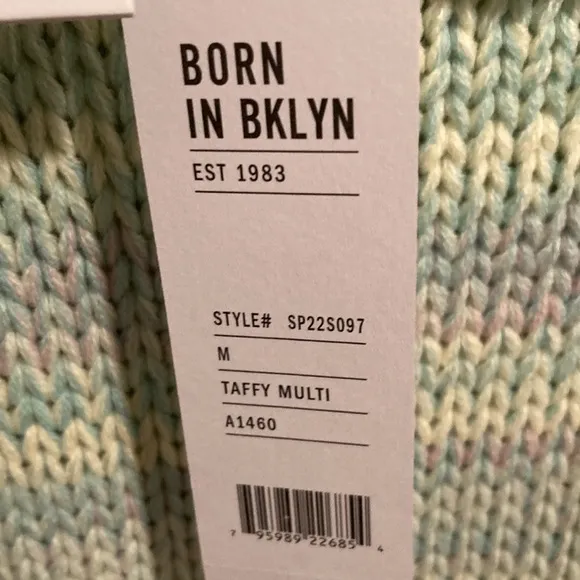 BORN
IN BKLYN
EST 1983
STYLE# SP22S097
M
TAFFY MULTI
A1460
7 95989 22685 4